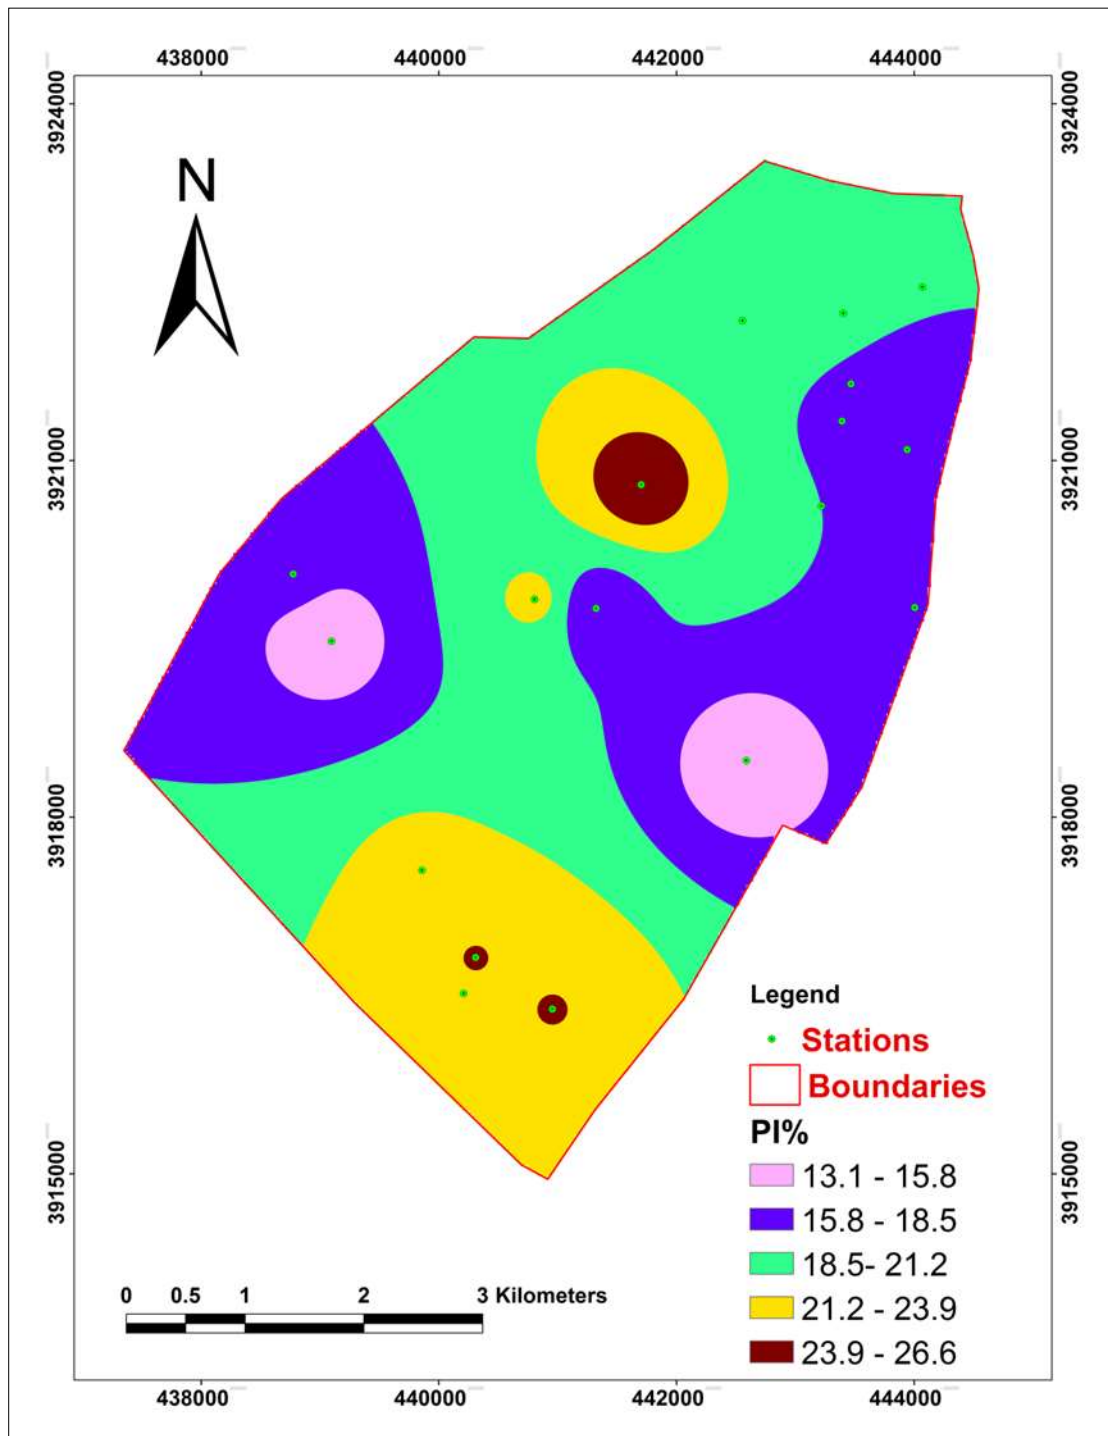 438000 440000 442000 444000
3924000 3924000
N
3921000 3921000
3918000 3918000
Legend
Stations
Boundaries
PI%
3915000 3915000
13.1 - 15.8
15.8 - 18.5
18.5- 21.2
21.2 - 23.9
23.9 - 26.6
0 0.5 1 2 3 Kilometers
438000 440000 442000 444000